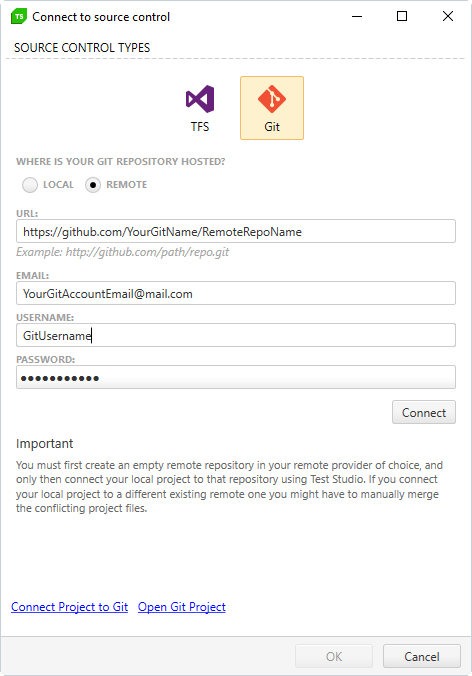 TS Connect to source control
SOURCE CONTROL TYPES
TFS
Git
WHERE IS YOUR GIT REPOSITORY HOSTED?
LOCAL REMOTE
URL:
https://github.com/YourGitName/RemoteRepoName
Example: http://github.com/path/repo.git
EMAIL:
YourGitAccountEmail@mail.com
USERNAME:
GitUsername
PASSWORD:
●●●●●●●●●●●
Connect
Important
You must first create an empty remote repository in your remote provider of choice, and
only then connect your local project to that repository using Test Studio. If you connect
your local project to a different existing remote one you might have to manually merge
the conflicting project files.
Connect Project to Git Open Git Project
OK Cancel